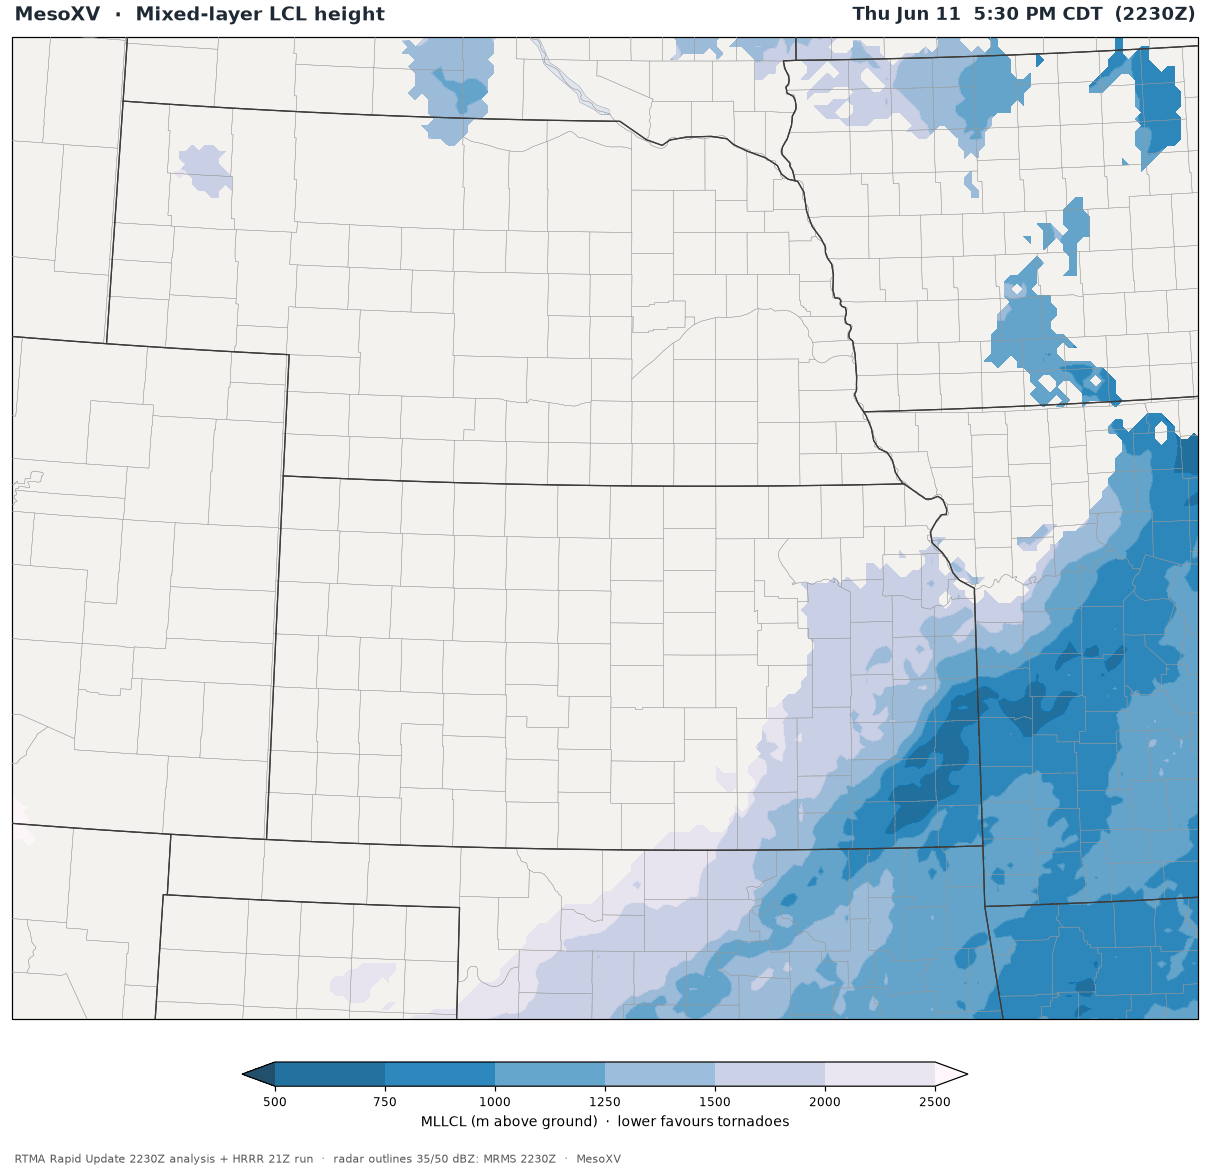 MesoXV · Mixed-layer LCL height
Thu Jun 11 5:30 PM CDT (2230Z)
500 750 1000 1250 1500 2000 2500
MLLCL (m above ground) · lower favours tornadoes
RTMA Rapid Update 2230Z analysis + HRRR 21Z run · radar outlines 35/50 dBZ: MRMS 2230Z · MesoXV